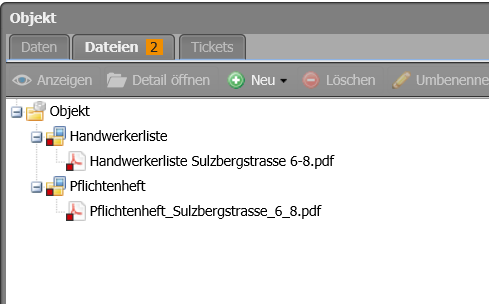 Objekt
Daten Dateien 2 Tickets
Anzeigen Detail öffnen Neu Löschen Umbenenne
Objekt
Handwerkerliste
Handwerkerliste Sulzbergstrasse 6-8.pdf
Pflichtenheft
Pflichtenheft_Sulzbergstrasse_6_8.pdf